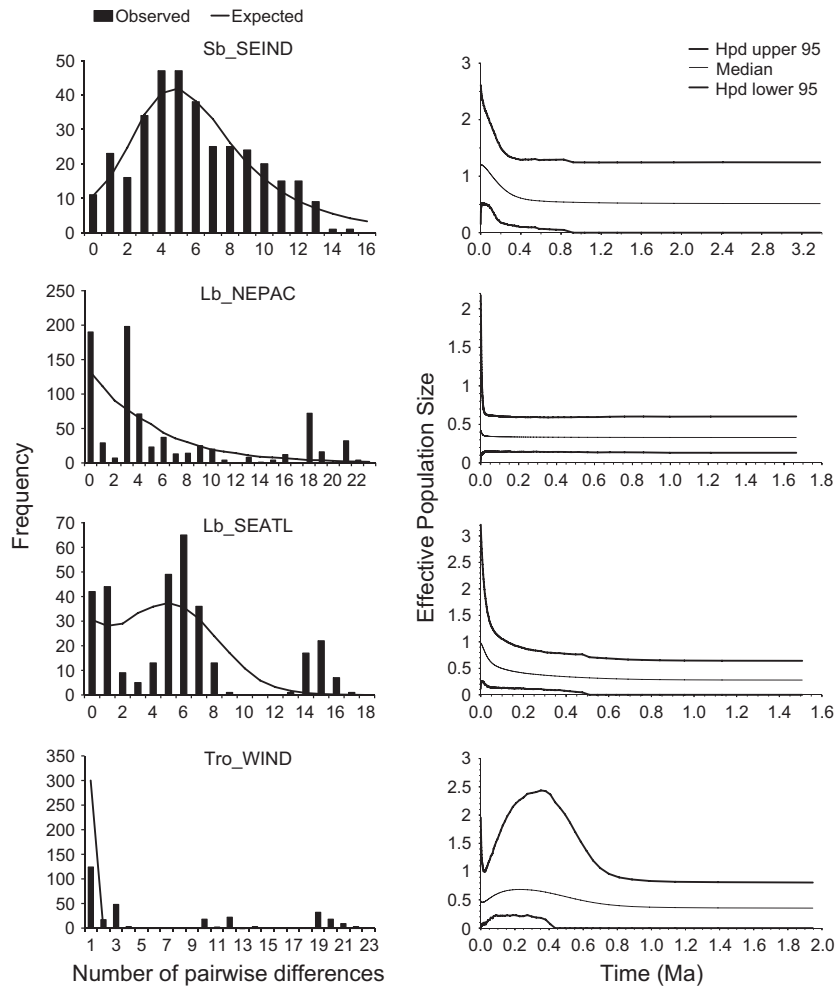 Observed Expected
Sb_SEIND
50
40
30
20
10
0
0 2 4 6 8 10 12 14 16
Hpd upper 95
Median
Hpd lower 95
3
2
1
0
0.0 0.4 0.8 1.2 1.6 2.0 2.4 2.8 3.2
Lb_NEPAC
250
200
150
100
50
0
0 2 4 6 8 10 12 14 16 18 20 22
2
1.5
1
0.5
0
0.0 0.2 0.4 0.6 0.8 1.0 1.2 1.4 1.6 1.8
Frequency
Effective Population Size
Lb_SEATL
70
60
50
40
30
20
10
0
0 2 4 6 8 10 12 14 16 18
3
2.5
2
1.5
1
0.5
0
0.0 0.2 0.4 0.6 0.8 1.0 1.2 1.4 1.6
Tro_WIND
350
300
250
200
150
100
50
0
1 3 5 7 9 11 13 15 17 19 21 23
Number of pairwise differences
3
2.5
2
1.5
1
0.5
0
0.0 0.2 0.4 0.6 0.8 1.0 1.2 1.4 1.6 1.8 2.0
Time (Ma)